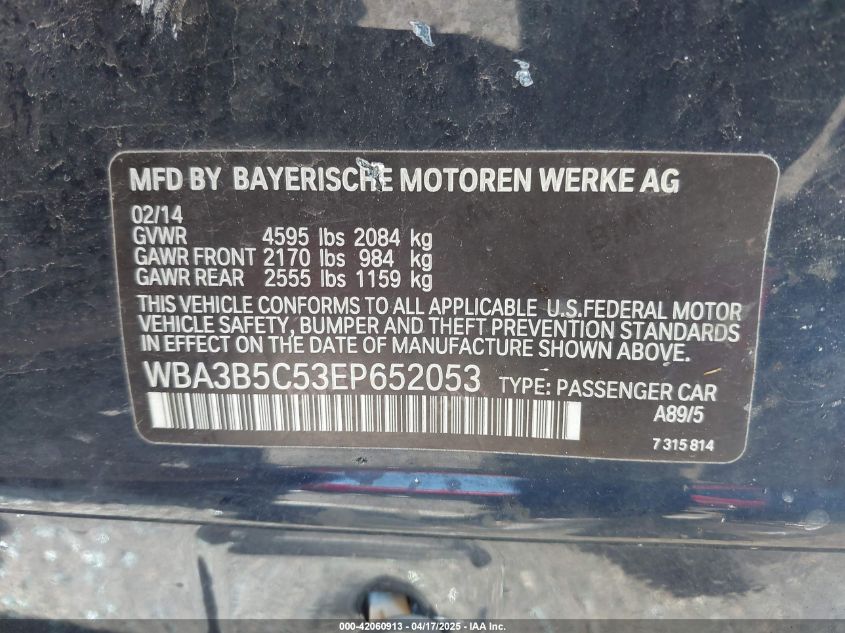 MFD BY BAYERISCHE MOTOREN WERKE AG
02/14
GVWR 4595 lbs 2084 kg
GAWR FRONT 2170 lbs 984 kg
GAWR REAR 2555 lbs 1159 kg
THIS VEHICLE CONFORMS TO ALL APPLICABLE U.S.FEDERAL MOTOR
VEHICLE SAFETY, BUMPER AND THEFT PREVENTION STANDARDS
IN EFFECT ON THE DATE OF MANUFACTURE SHOWN ABOVE.
WBA3B5C53EP652053 TYPE: PASSENGER CAR
A89/5
7 315 814
000-42060913 - 04/17/2025 - IAA Inc.